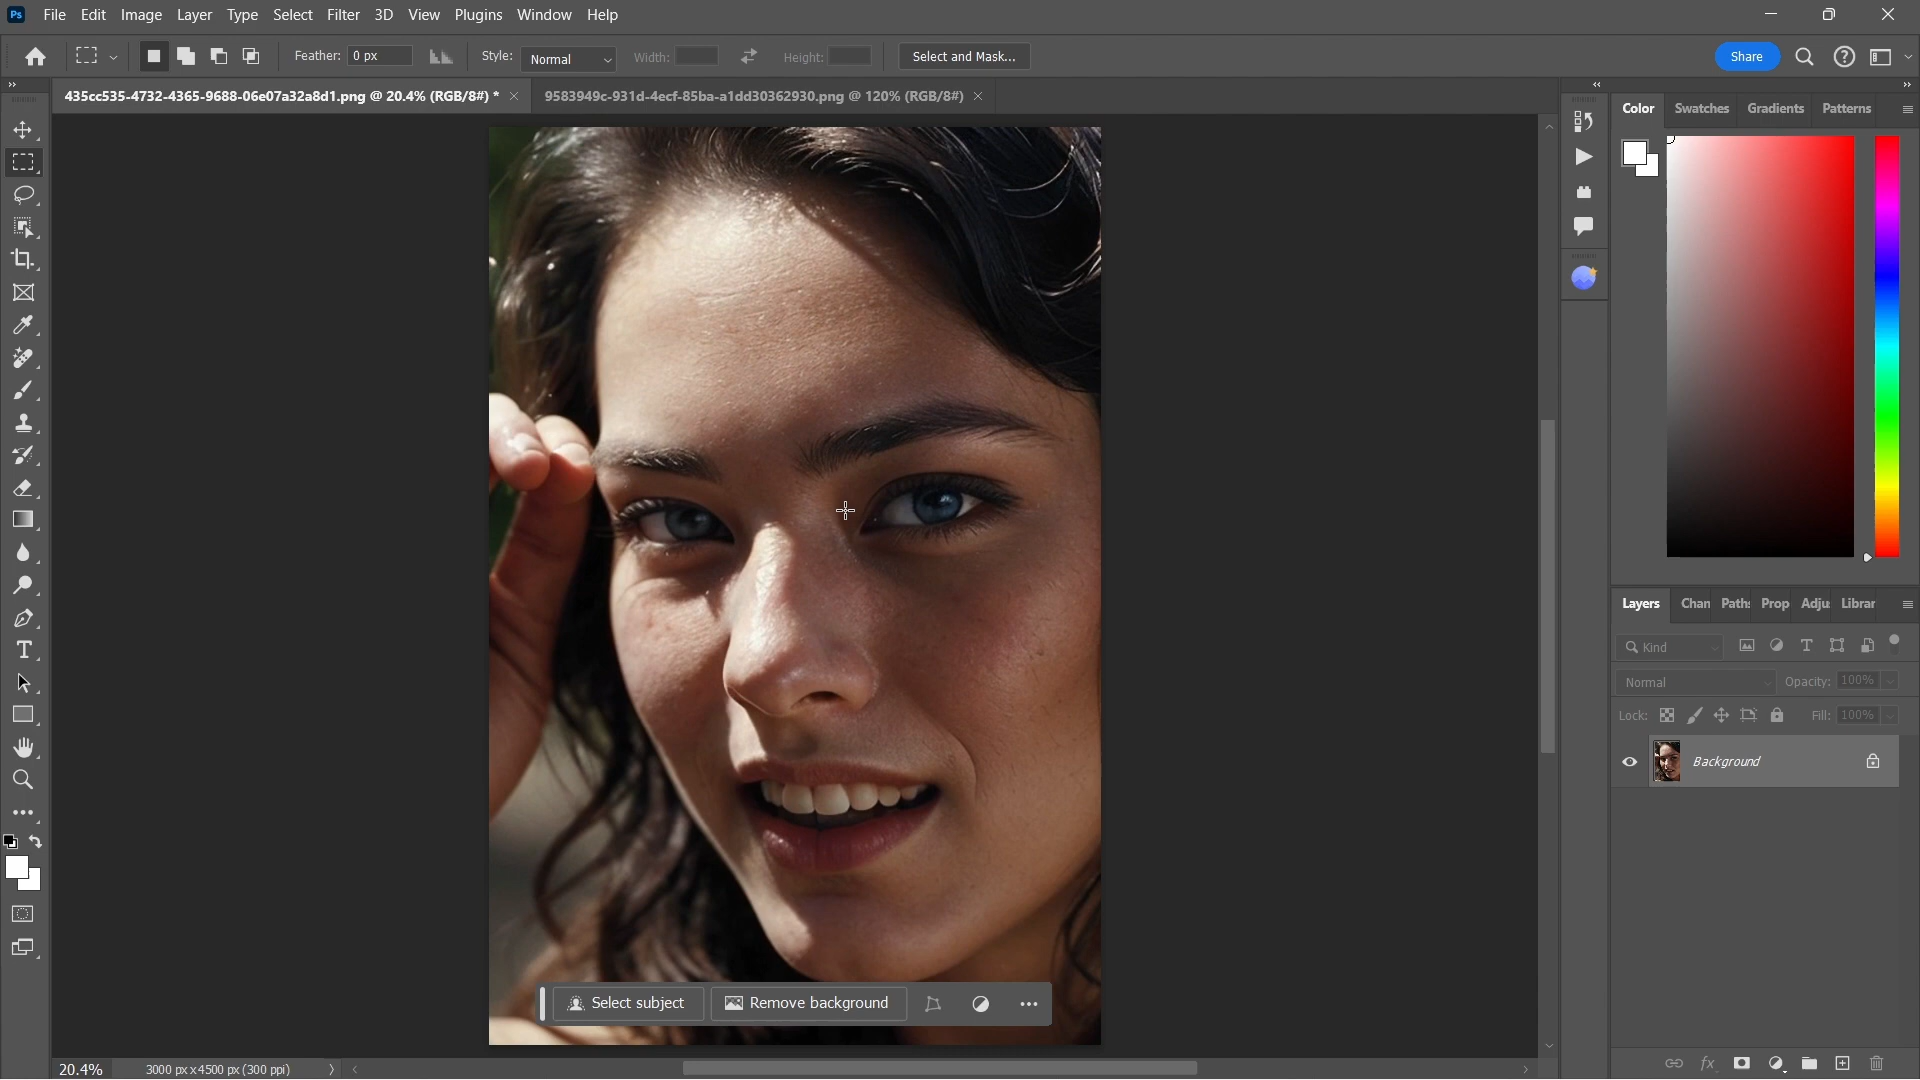 Ps File Edit Image Layer Type Select Filter 3D View Plugins Window Help
Feather: 0 px Style: Normal Width: Height: Select and Mask... Share
435cc535-4732-4365-9688-06e07a32a8d1.png @ 20.4% (RGB/8#) * 9583949c-931d-4ecf-85ba-a1dd30362930.png @ 120% (RGB/8#)
Color Swatches Gradients Patterns
Layers Chan Paths Prop Adju Librar
Kind
Normal Opacity: 100%
Lock: Fill: 100%
Background
Select subject Remove background
20.4% 3000 px x 4500 px (300 ppi)